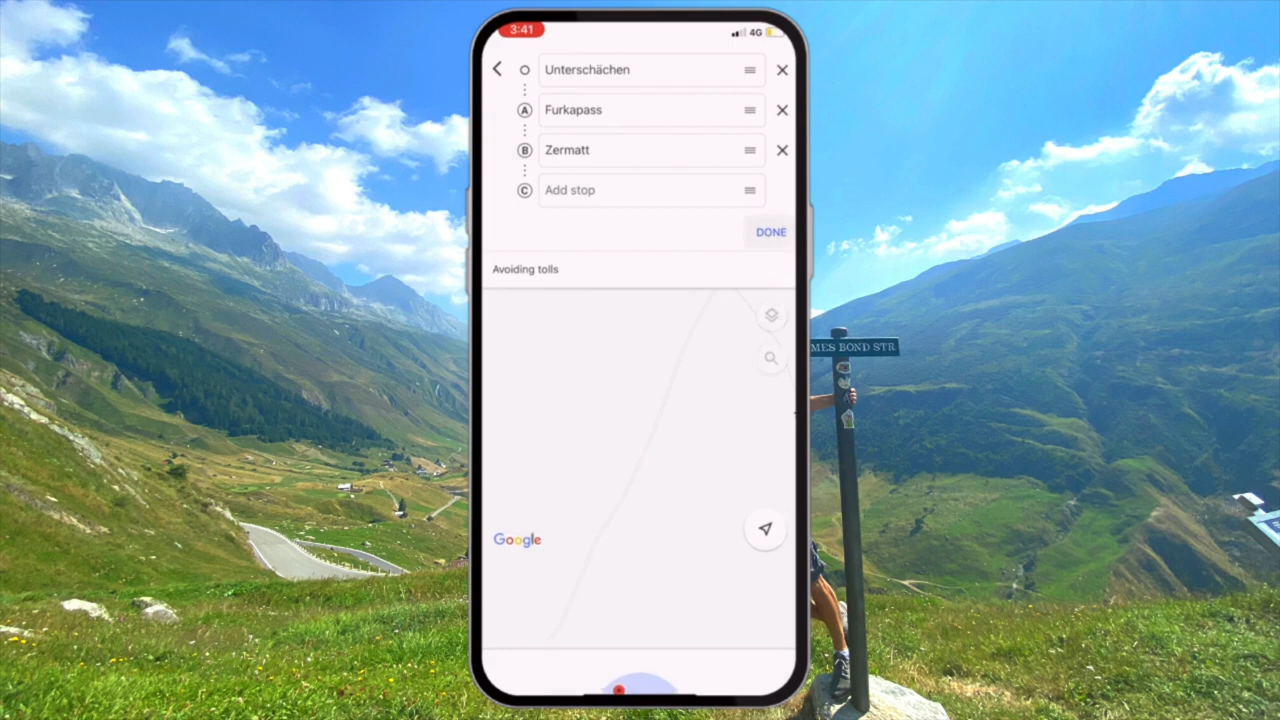 3:41
4G
Unterschächen
A Furkapass
B Zermatt
C Add stop
DONE
Avoiding tolls
MES BOND STR
Google